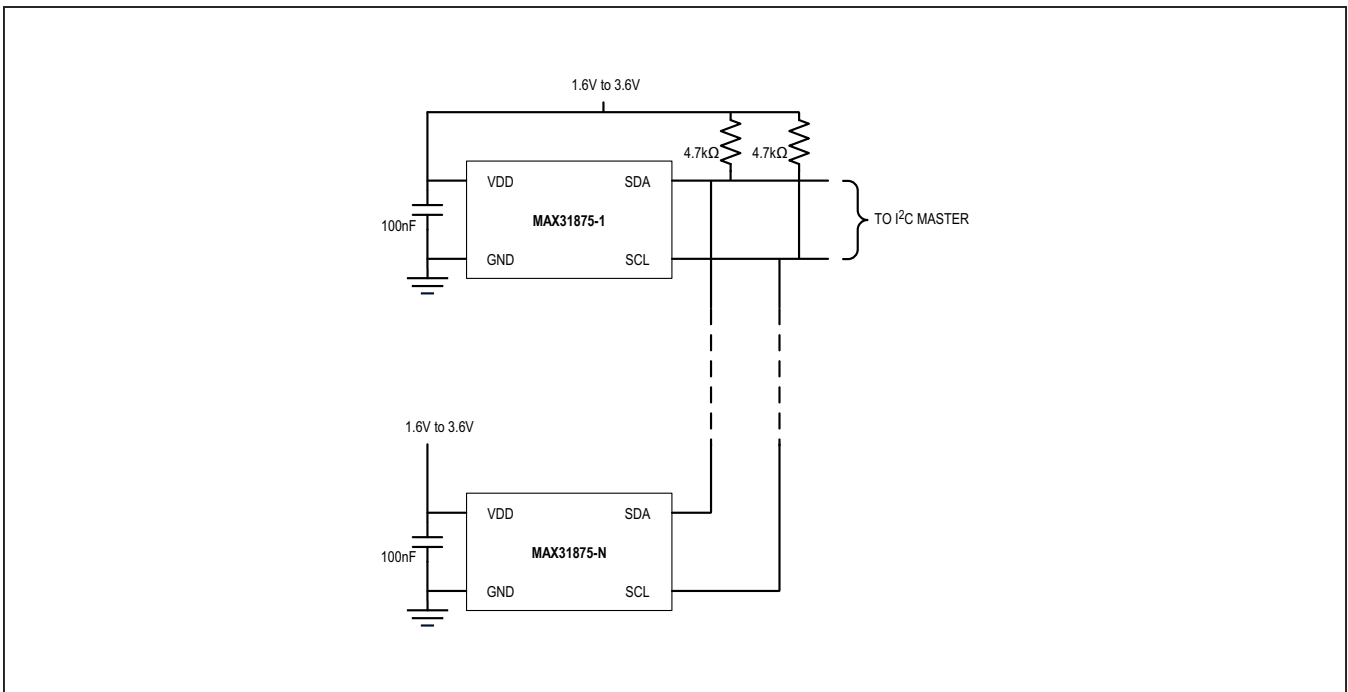 1.6V to 3.6V
4.7kΩ 4.7kΩ
VDD SDA
100nF
MAX31875-1
TO I²C MASTER
GND SCL
1.6V to 3.6V
VDD SDA
100nF
MAX31875-N
GND SCL